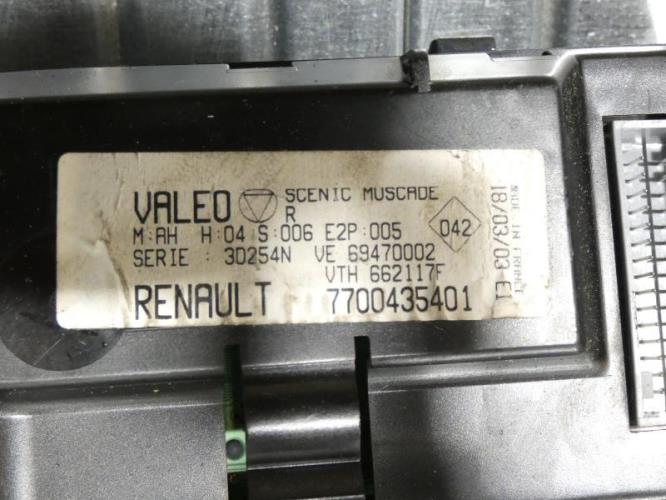 VALEO SCENIC MUSCADE
R
M:AH H:04 S:006 E2P:005
SERIE : 3D254N VE 69470002
VTH 662117F
RENAULT 7700435401
042
MADE IN FRANCE
18/03/03 E1